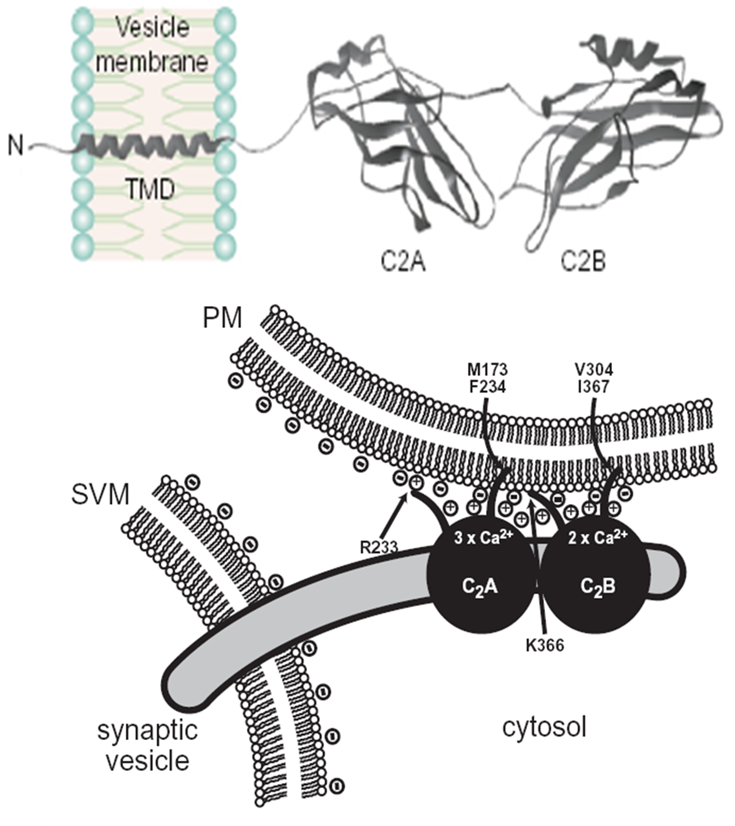 Vesicle
membrane
N
TMD
C2A
C2B
PM
M173
F234
V304
I367
SVM
R233
3 x Ca²⁺
2 x Ca²⁺
C₂A
C₂B
K366
synaptic
vesicle
cytosol